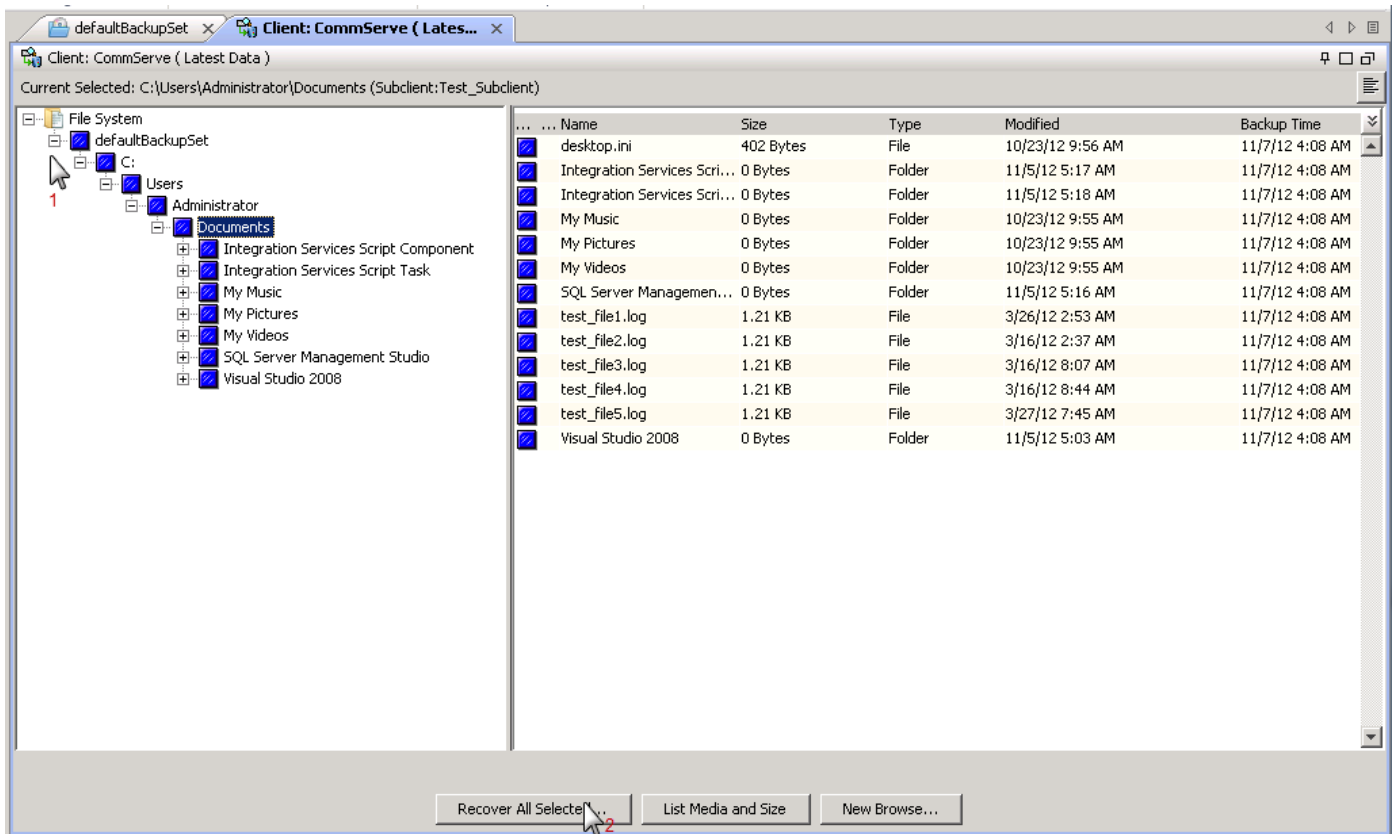 defaultBackupSet
Client: CommServe ( Lates...
Client: CommServe ( Latest Data )
Current Selected: C:\Users\Administrator\Documents (Subclient:Test_Subclient)
File System
defaultBackupSet
C:
Users
1
Administrator
Documents
Integration Services Script Component
Integration Services Script Task
My Music
My Pictures
My Videos
SQL Server Management Studio
Visual Studio 2008
... ... Name Size Type Modified Backup Time
desktop.ini 402 Bytes File 10/23/12 9:56 AM 11/7/12 4:08 AM
Integration Services Scri... 0 Bytes Folder 11/5/12 5:17 AM 11/7/12 4:08 AM
Integration Services Scri... 0 Bytes Folder 11/5/12 5:18 AM 11/7/12 4:08 AM
My Music 0 Bytes Folder 10/23/12 9:55 AM 11/7/12 4:08 AM
My Pictures 0 Bytes Folder 10/23/12 9:55 AM 11/7/12 4:08 AM
My Videos 0 Bytes Folder 10/23/12 9:55 AM 11/7/12 4:08 AM
SQL Server Managemen... 0 Bytes Folder 11/5/12 5:16 AM 11/7/12 4:08 AM
test_file1.log 1.21 KB File 3/26/12 2:53 AM 11/7/12 4:08 AM
test_file2.log 1.21 KB File 3/16/12 2:37 AM 11/7/12 4:08 AM
test_file3.log 1.21 KB File 3/16/12 8:07 AM 11/7/12 4:08 AM
test_file4.log 1.21 KB File 3/16/12 8:44 AM 11/7/12 4:08 AM
test_file5.log 1.21 KB File 3/27/12 7:45 AM 11/7/12 4:08 AM
Visual Studio 2008 0 Bytes Folder 11/5/12 5:03 AM 11/7/12 4:08 AM
Recover All Selected... List Media and Size New Browse...
2